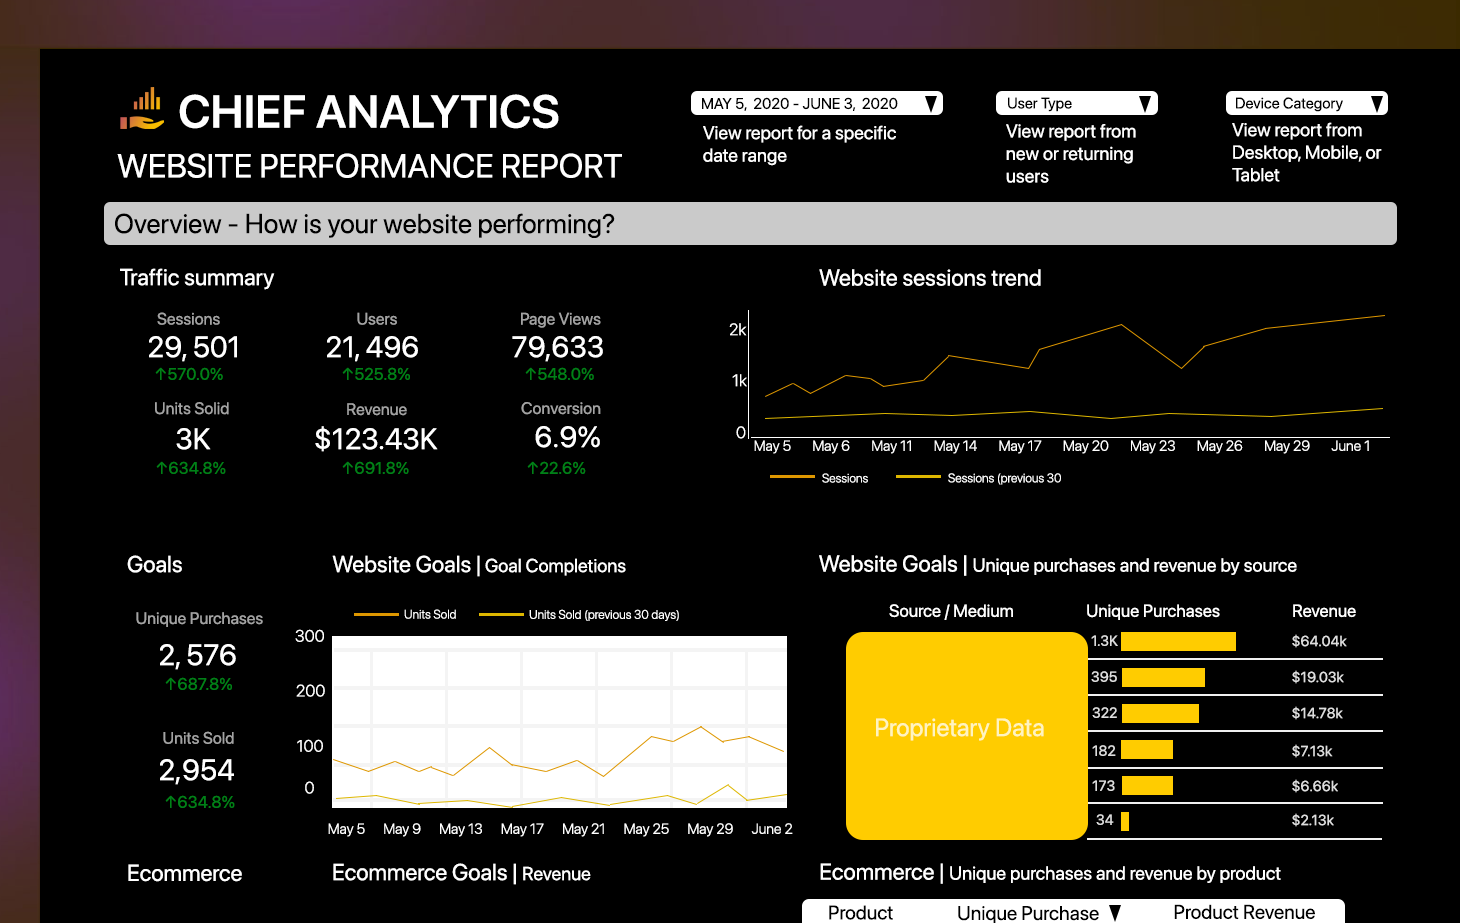 CHIEF ANALYTICS
WEBSITE PERFORMANCE REPORT
MAY 5, 2020 - JUNE 3, 2020 ▼
View report for a specific
date range
User Type ▼
View report from
new or returning
users
Device Category ▼
View report from
Desktop, Mobile, or
Tablet
Overview - How is your website performing?
Traffic summary
Sessions
29,501
↑570.0%
Users
21,496
↑525.8%
Page Views
79,633
↑548.0%
Units Solid
3K
↑634.8%
Revenue
$123.43K
↑691.8%
Conversion
6.9%
↑22.6%
Website sessions trend
2k
1k
0
May 5 May 6 May 11 May 14 May 17 May 20 May 23 May 26 May 29 June 1
Sessions Sessions (previous 30
Goals
Unique Purchases
2,576
↑687.8%
Units Sold
2,954
↑634.8%
Website Goals | Goal Completions
Units Sold Units Sold (previous 30 days)
300
200
100
0
May 5 May 9 May 13 May 17 May 21 May 25 May 29 June 2
Website Goals | Unique purchases and revenue by source
Source / Medium Unique Purchases Revenue
Proprietary Data
1.3K $64.04k
395 $19.03k
322 $14.78k
182 $7.13k
173 $6.66k
34 $2.13k
Ecommerce
Ecommerce Goals | Revenue
Ecommerce | Unique purchases and revenue by product
Product Unique Purchase ▼ Product Revenue